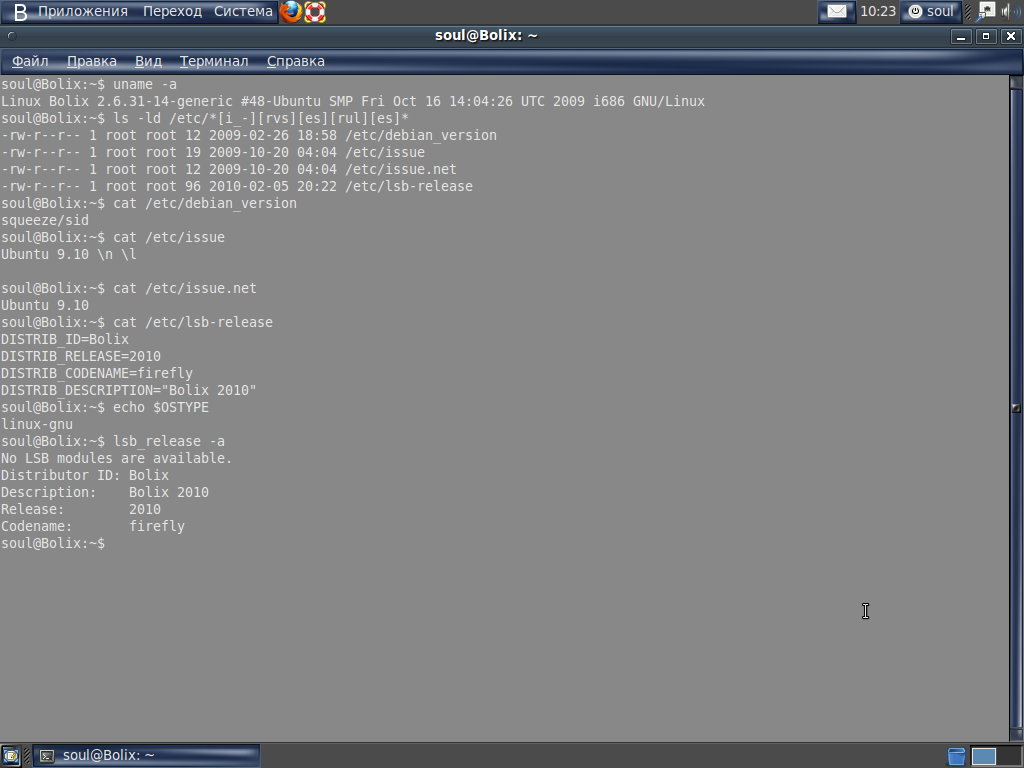 B Приложения Переход Система 10:23 soul
soul@Bolix: ~
Файл Правка Вид Терминал Справка
soul@Bolix:~$ uname -a
Linux Bolix 2.6.31-14-generic #48-Ubuntu SMP Fri Oct 16 14:04:26 UTC 2009 i686 GNU/Linux
soul@Bolix:~$ ls -ld /etc/*[i_-][rvs][es][rul][es]*
-rw-r--r-- 1 root root 12 2009-02-26 18:58 /etc/debian_version
-rw-r--r-- 1 root root 19 2009-10-20 04:04 /etc/issue
-rw-r--r-- 1 root root 12 2009-10-20 04:04 /etc/issue.net
-rw-r--r-- 1 root root 96 2010-02-05 20:22 /etc/lsb-release
soul@Bolix:~$ cat /etc/debian_version
squeeze/sid
soul@Bolix:~$ cat /etc/issue
Ubuntu 9.10 \n \l
soul@Bolix:~$ cat /etc/issue.net
Ubuntu 9.10
soul@Bolix:~$ cat /etc/lsb-release
DISTRIB_ID=Bolix
DISTRIB_RELEASE=2010
DISTRIB_CODENAME=firefly
DISTRIB_DESCRIPTION="Bolix 2010"
soul@Bolix:~$ echo $OSTYPE
linux-gnu
soul@Bolix:~$ lsb_release -a
No LSB modules are available.
Distributor ID: Bolix
Description:    Bolix 2010
Release:        2010
Codename:       firefly
soul@Bolix:~$
soul@Bolix: ~